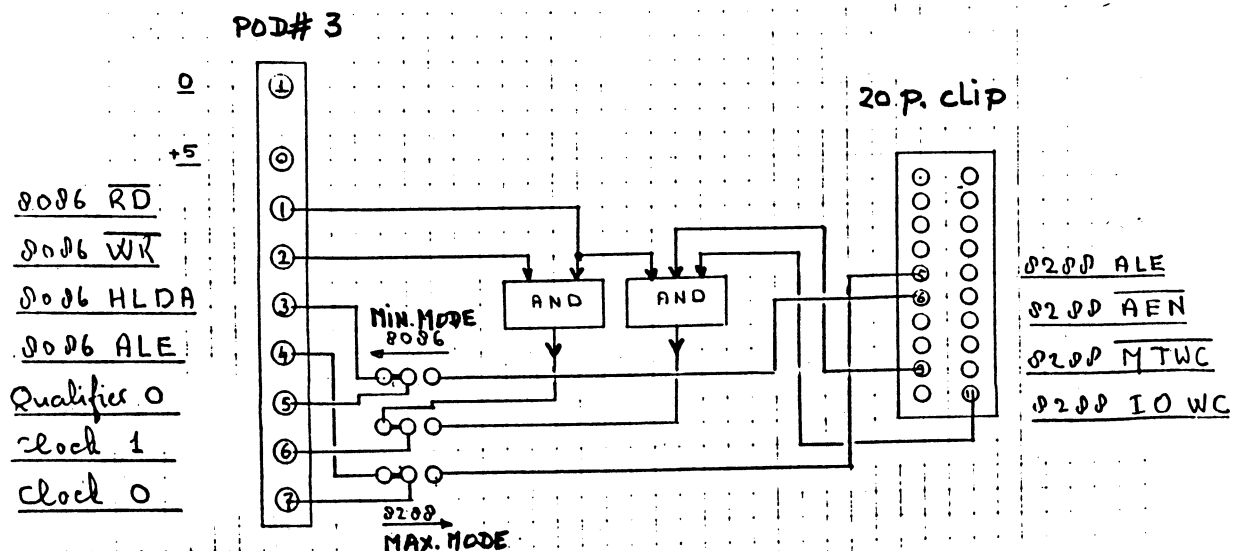 POD# 3
0
+5
8086 RD
8086 WR
8086 HLDA
8086 ALE
Qualifier 0
Clock 1
Clock 0
1
0
1
2
3
4
5
6
7
AND
AND
MIN. MODE
8086
8288
MAX. MODE
20 p. clip
5
6
9
11
8288 ALE
8288 AEN
8288 MTWC
8288 IOWC